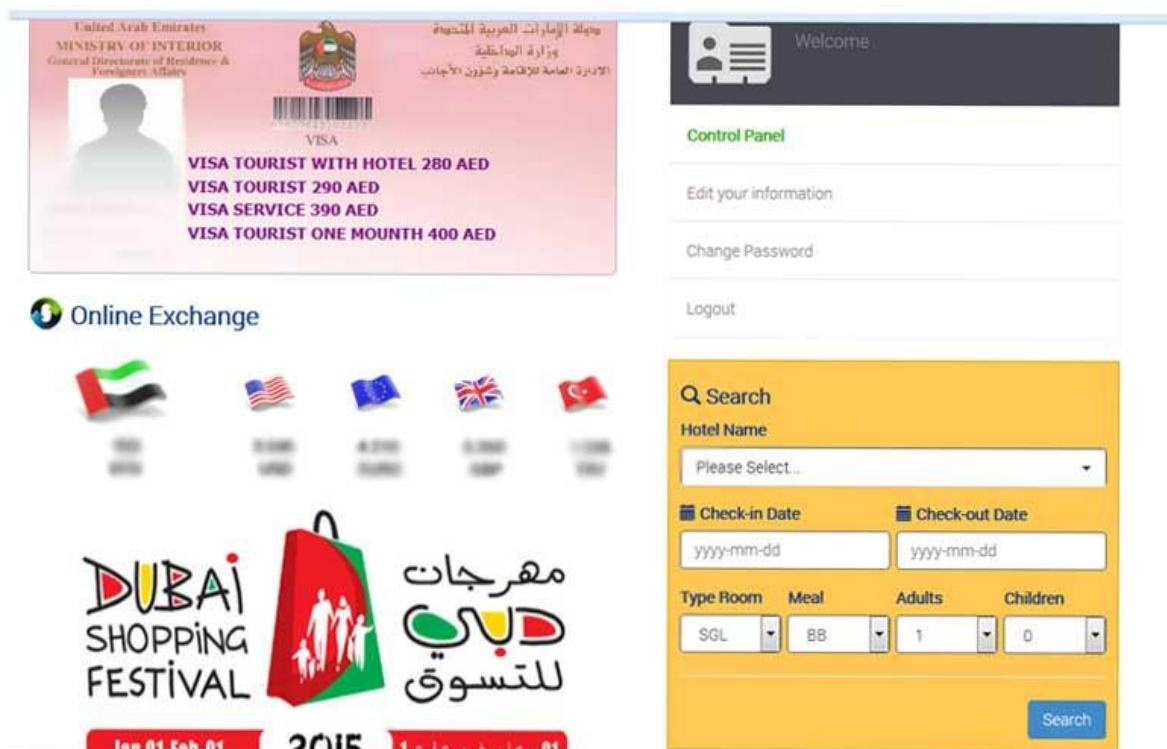 United Arab Emirates
MINISTRY OF INTERIOR
General Directorate of Residence &
Foreigners Affairs
دولة الإمارات العربية المتحدة
وزارة الداخلية
الادارة العامة للإقامة وشؤون الأجانب
VISA
VISA TOURIST WITH HOTEL 280 AED
VISA TOURIST 290 AED
VISA SERVICE 390 AED
VISA TOURIST ONE MOUNTH 400 AED
Online Exchange
DUBAI
SHOPPING
FESTIVAL
مهرجان
دبي
للتسوق
Jan 01 Feb 01
2015
Welcome
Control Panel
Edit your information
Change Password
Logout
Search
Hotel Name
Please Select...
Check-in Date
Check-out Date
yyyy-mm-dd
yyyy-mm-dd
Type Room Meal Adults Children
SGL BB 1 0
Search